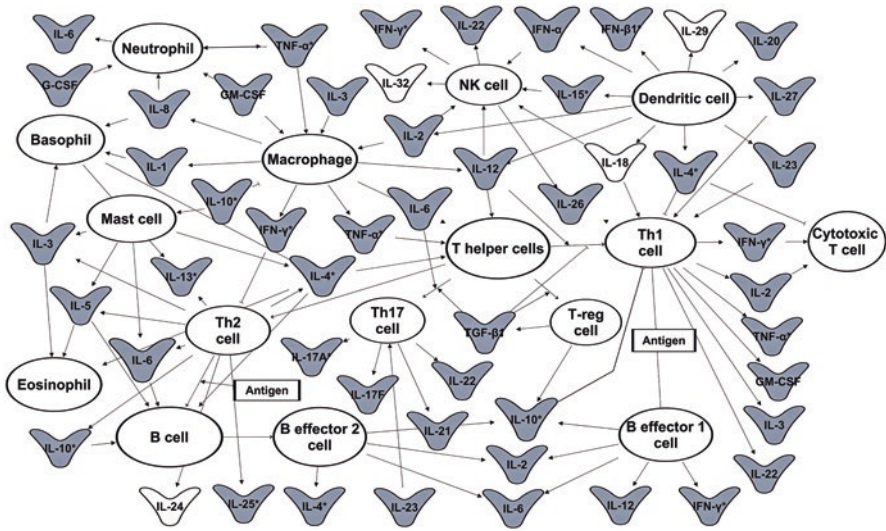 IL-6
Neutrophil
TNF-α*
IFN-γ*
IL-22
IFN-α
IFN-β1*
IL-29
IL-20
G-CSF
IL-8
GM-CSF
IL-3
IL-32
NK cell
IL-15*
Dendritic cell
IL-27
Basophil
IL-1
Macrophage
IL-2
IL-12
IL-18
IL-4*
IL-23
IL-10*
IL-6
IL-26
Mast cell
IL-3
IFN-γ*
TNF-α*
T helper cells
Th1
cell
IFN-γ*
Cytotoxic
T cell
IL-13*
IL-4*
IL-2
IL-5
Th2
cell
Th17
cell
TGF-β1
T-reg
cell
TNF-α*
Antigen
IL-6
IL-17A*
IL-22
Eosinophil
Antigen
IL-17F
GM-CSF
IL-10*
B cell
B effector 2
cell
IL-21
IL-10*
B effector 1
cell
IL-3
IL-2
IL-22
IL-24
IL-25*
IL-4*
IL-23
IL-6
IL-12
IFN-γ*